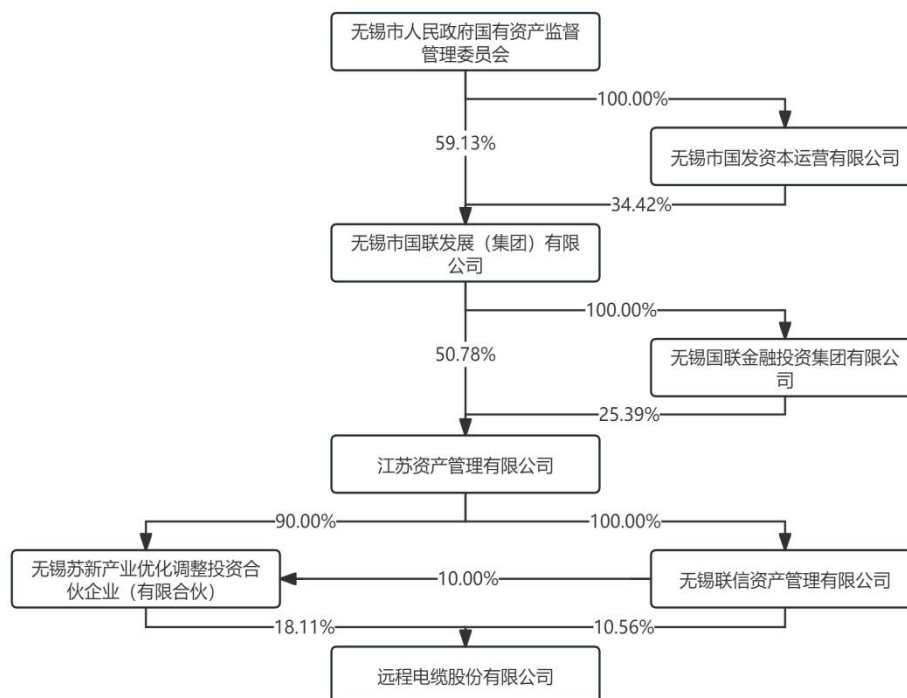 无锡市人民政府国有资产监督
管理委员会
100.00%
59.13%
无锡市国发资本运营有限公司
34.42%
无锡市国联发展（集团）有限
公司
100.00%
50.78%
无锡国联金融投资集团有限公
司
25.39%
江苏资产管理有限公司
90.00%
100.00%
无锡苏新产业优化调整投资合
伙企业（有限合伙）
10.00%
无锡联信资产管理有限公司
18.11%
10.56%
远程电缆股份有限公司